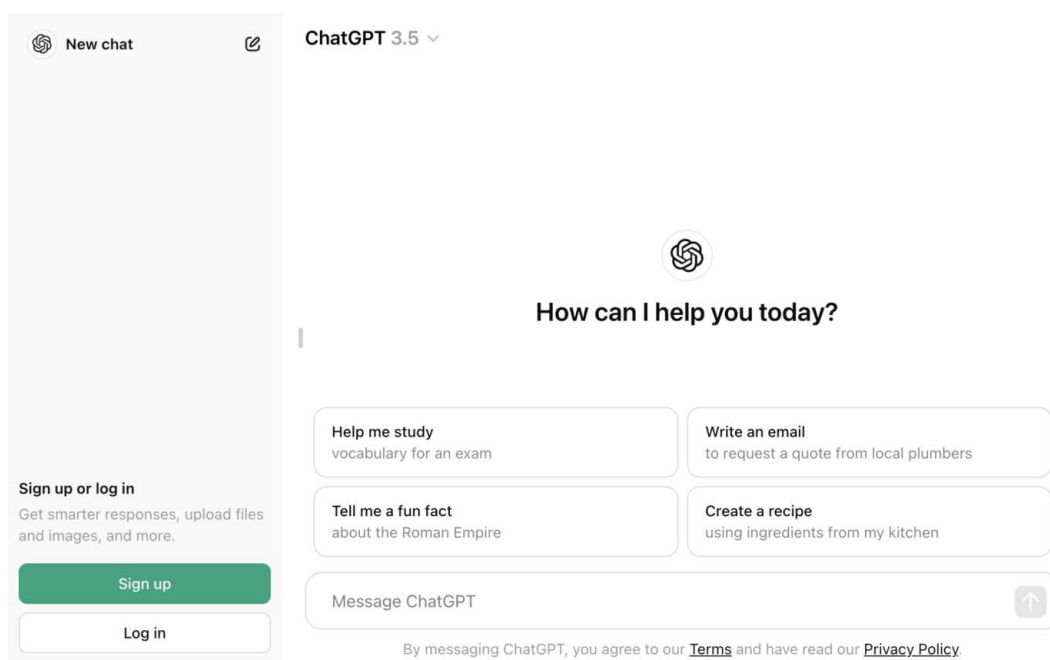 New chat
Sign up or log in
Get smarter responses, upload files
and images, and more.
Sign up
Log in
ChatGPT 3.5
How can I help you today?
Help me study
vocabulary for an exam
Write an email
to request a quote from local plumbers
Tell me a fun fact
about the Roman Empire
Create a recipe
using ingredients from my kitchen
Message ChatGPT
By messaging ChatGPT, you agree to our Terms and have read our Privacy Policy.